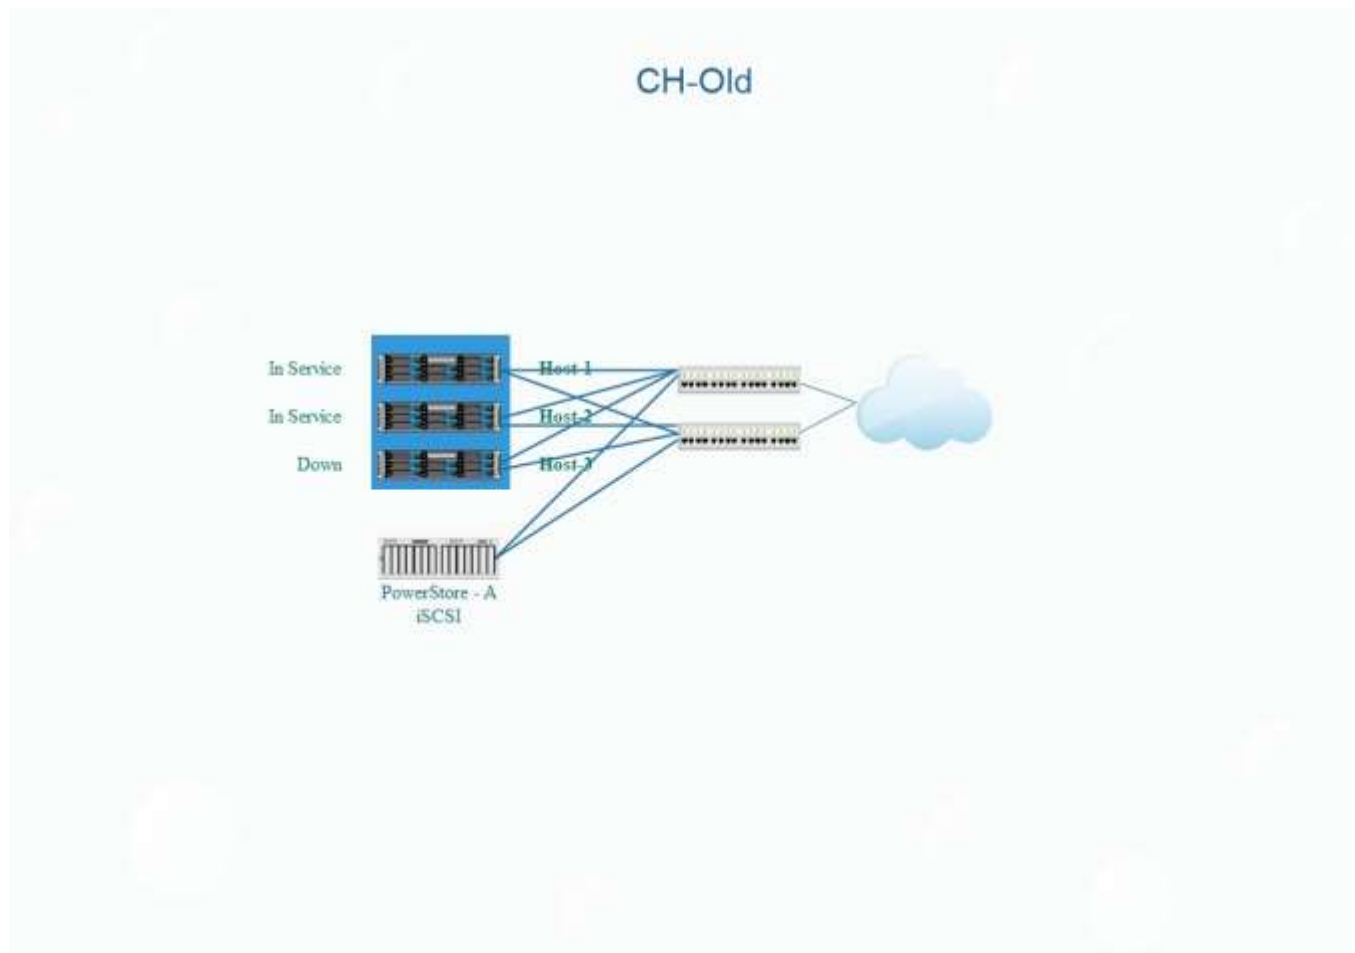 CH-Old
In Service
Host-1
In Service
Host-2
Down
Host-3
PowerStore - A
iSCSI